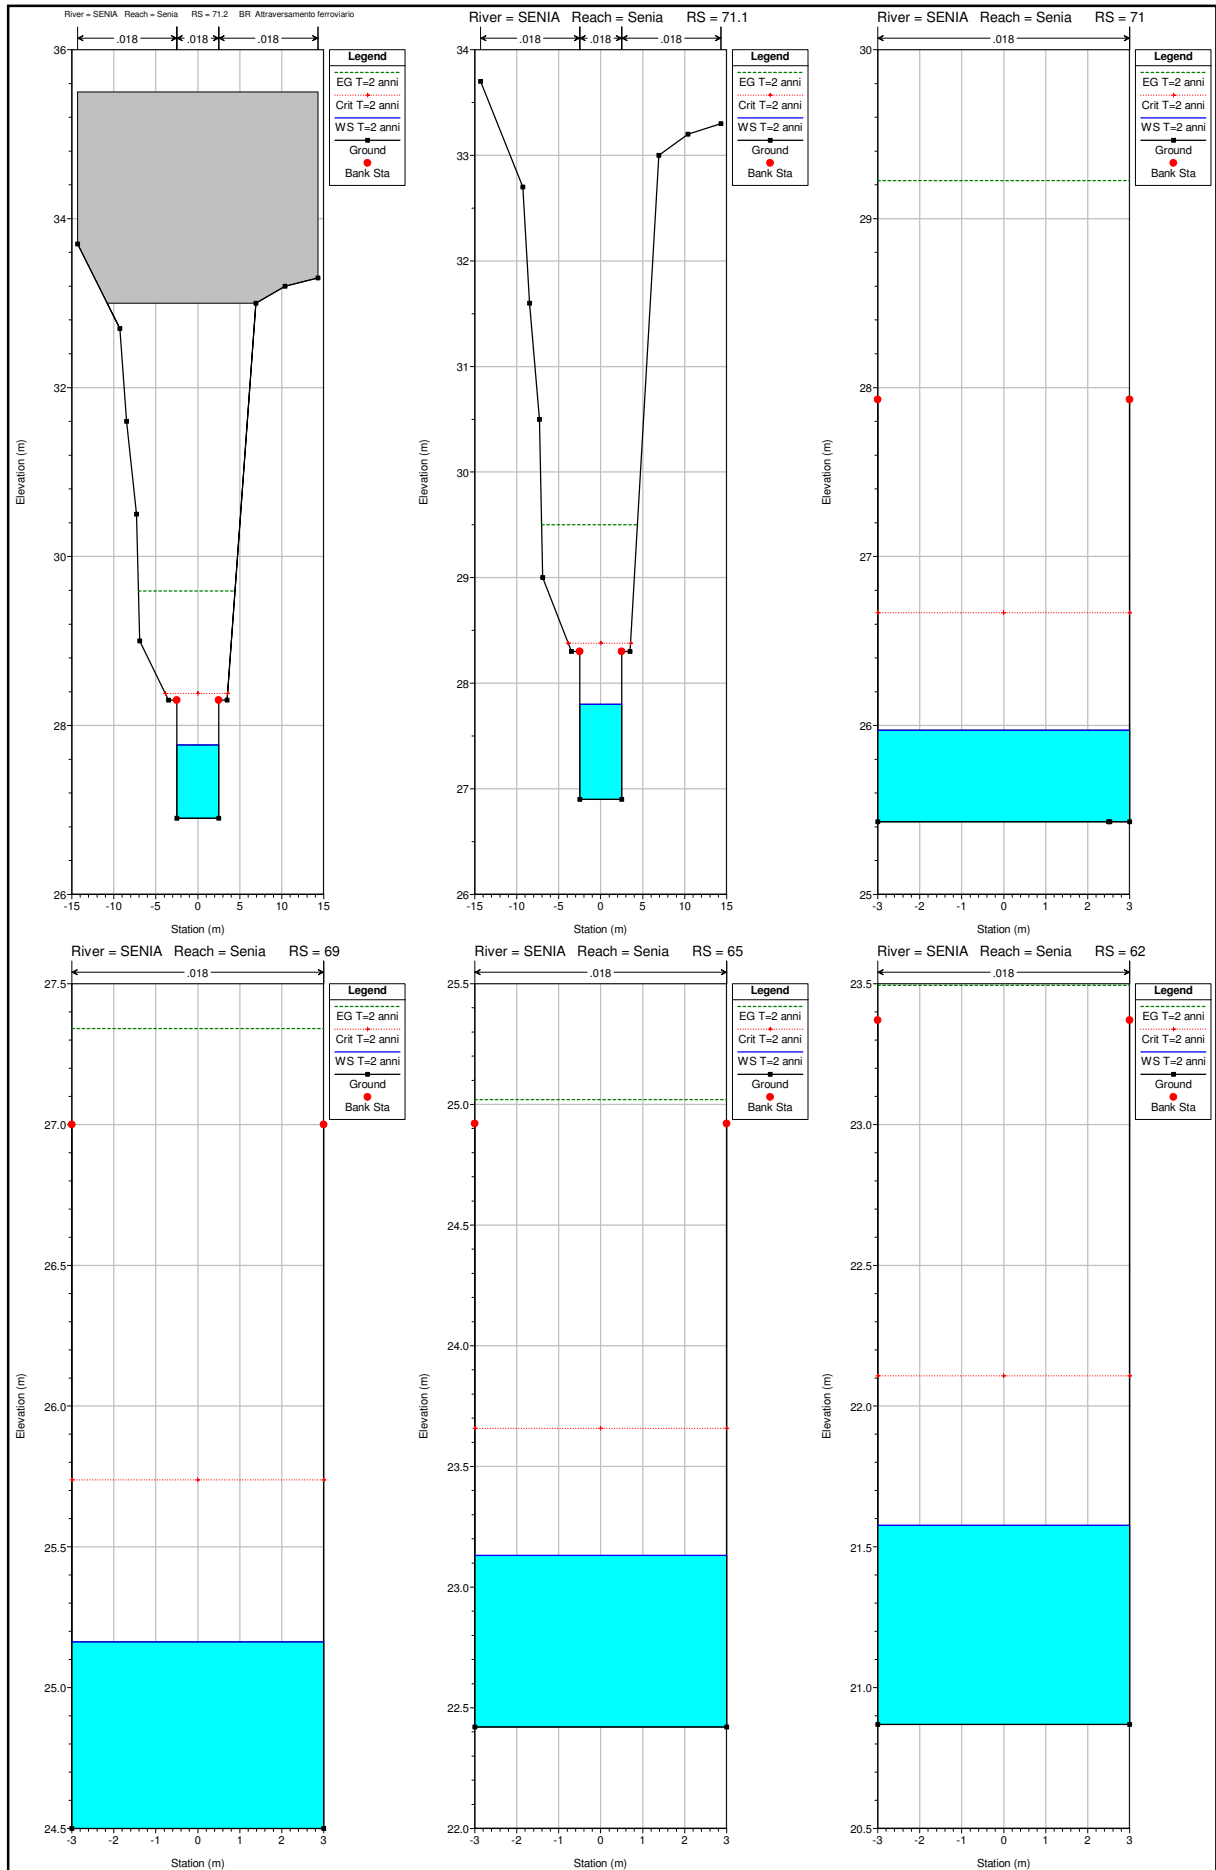 River = SENIA Reach = Senia RS = 71.2 BR Attraversamento ferroviario
.018 .018 .018
Legend
EG T=2 anni
Crit T=2 anni
WS T=2 anni
Ground
Bank Sta
36
34
32
30
28
26
Elevation (m)
-15 -10 -5 0 5 10 15
Station (m)
River = SENIA Reach = Senia RS = 71.1
.018 .018 .018
Legend
EG T=2 anni
Crit T=2 anni
WS T=2 anni
Ground
Bank Sta
34
33
32
31
30
29
28
27
26
Elevation (m)
-15 -10 -5 0 5 10 15
Station (m)
River = SENIA Reach = Senia RS = 71
.018
Legend
EG T=2 anni
Crit T=2 anni
WS T=2 anni
Ground
Bank Sta
30
29
28
27
26
25
Elevation (m)
-3 -2 -1 0 1 2 3
Station (m)
River = SENIA Reach = Senia RS = 69
.018
Legend
EG T=2 anni
Crit T=2 anni
WS T=2 anni
Ground
Bank Sta
27.5
27.0
26.5
26.0
25.5
25.0
24.5
Elevation (m)
-3 -2 -1 0 1 2 3
Station (m)
River = SENIA Reach = Senia RS = 65
.018
Legend
EG T=2 anni
Crit T=2 anni
WS T=2 anni
Ground
Bank Sta
25.5
25.0
24.5
24.0
23.5
23.0
22.5
22.0
Elevation (m)
-3 -2 -1 0 1 2 3
Station (m)
River = SENIA Reach = Senia RS = 62
.018
Legend
EG T=2 anni
Crit T=2 anni
WS T=2 anni
Ground
Bank Sta
23.5
23.0
22.5
22.0
21.5
21.0
20.5
Elevation (m)
-3 -2 -1 0 1 2 3
Station (m)